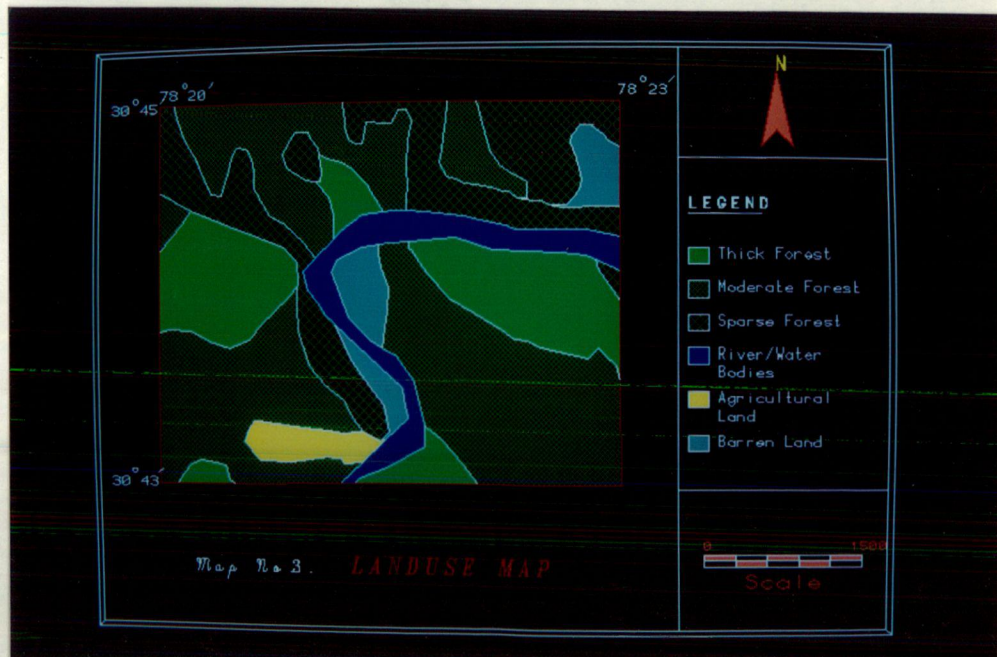 78°20′
78°23′
30°45′
N
LEGEND
Thick Forest
Moderate Forest
Sparse Forest
River/Water
Bodies
Agricultural
Land
Barren Land
30°43′
0 1500
Scale
Map No 3. LANDUSE MAP